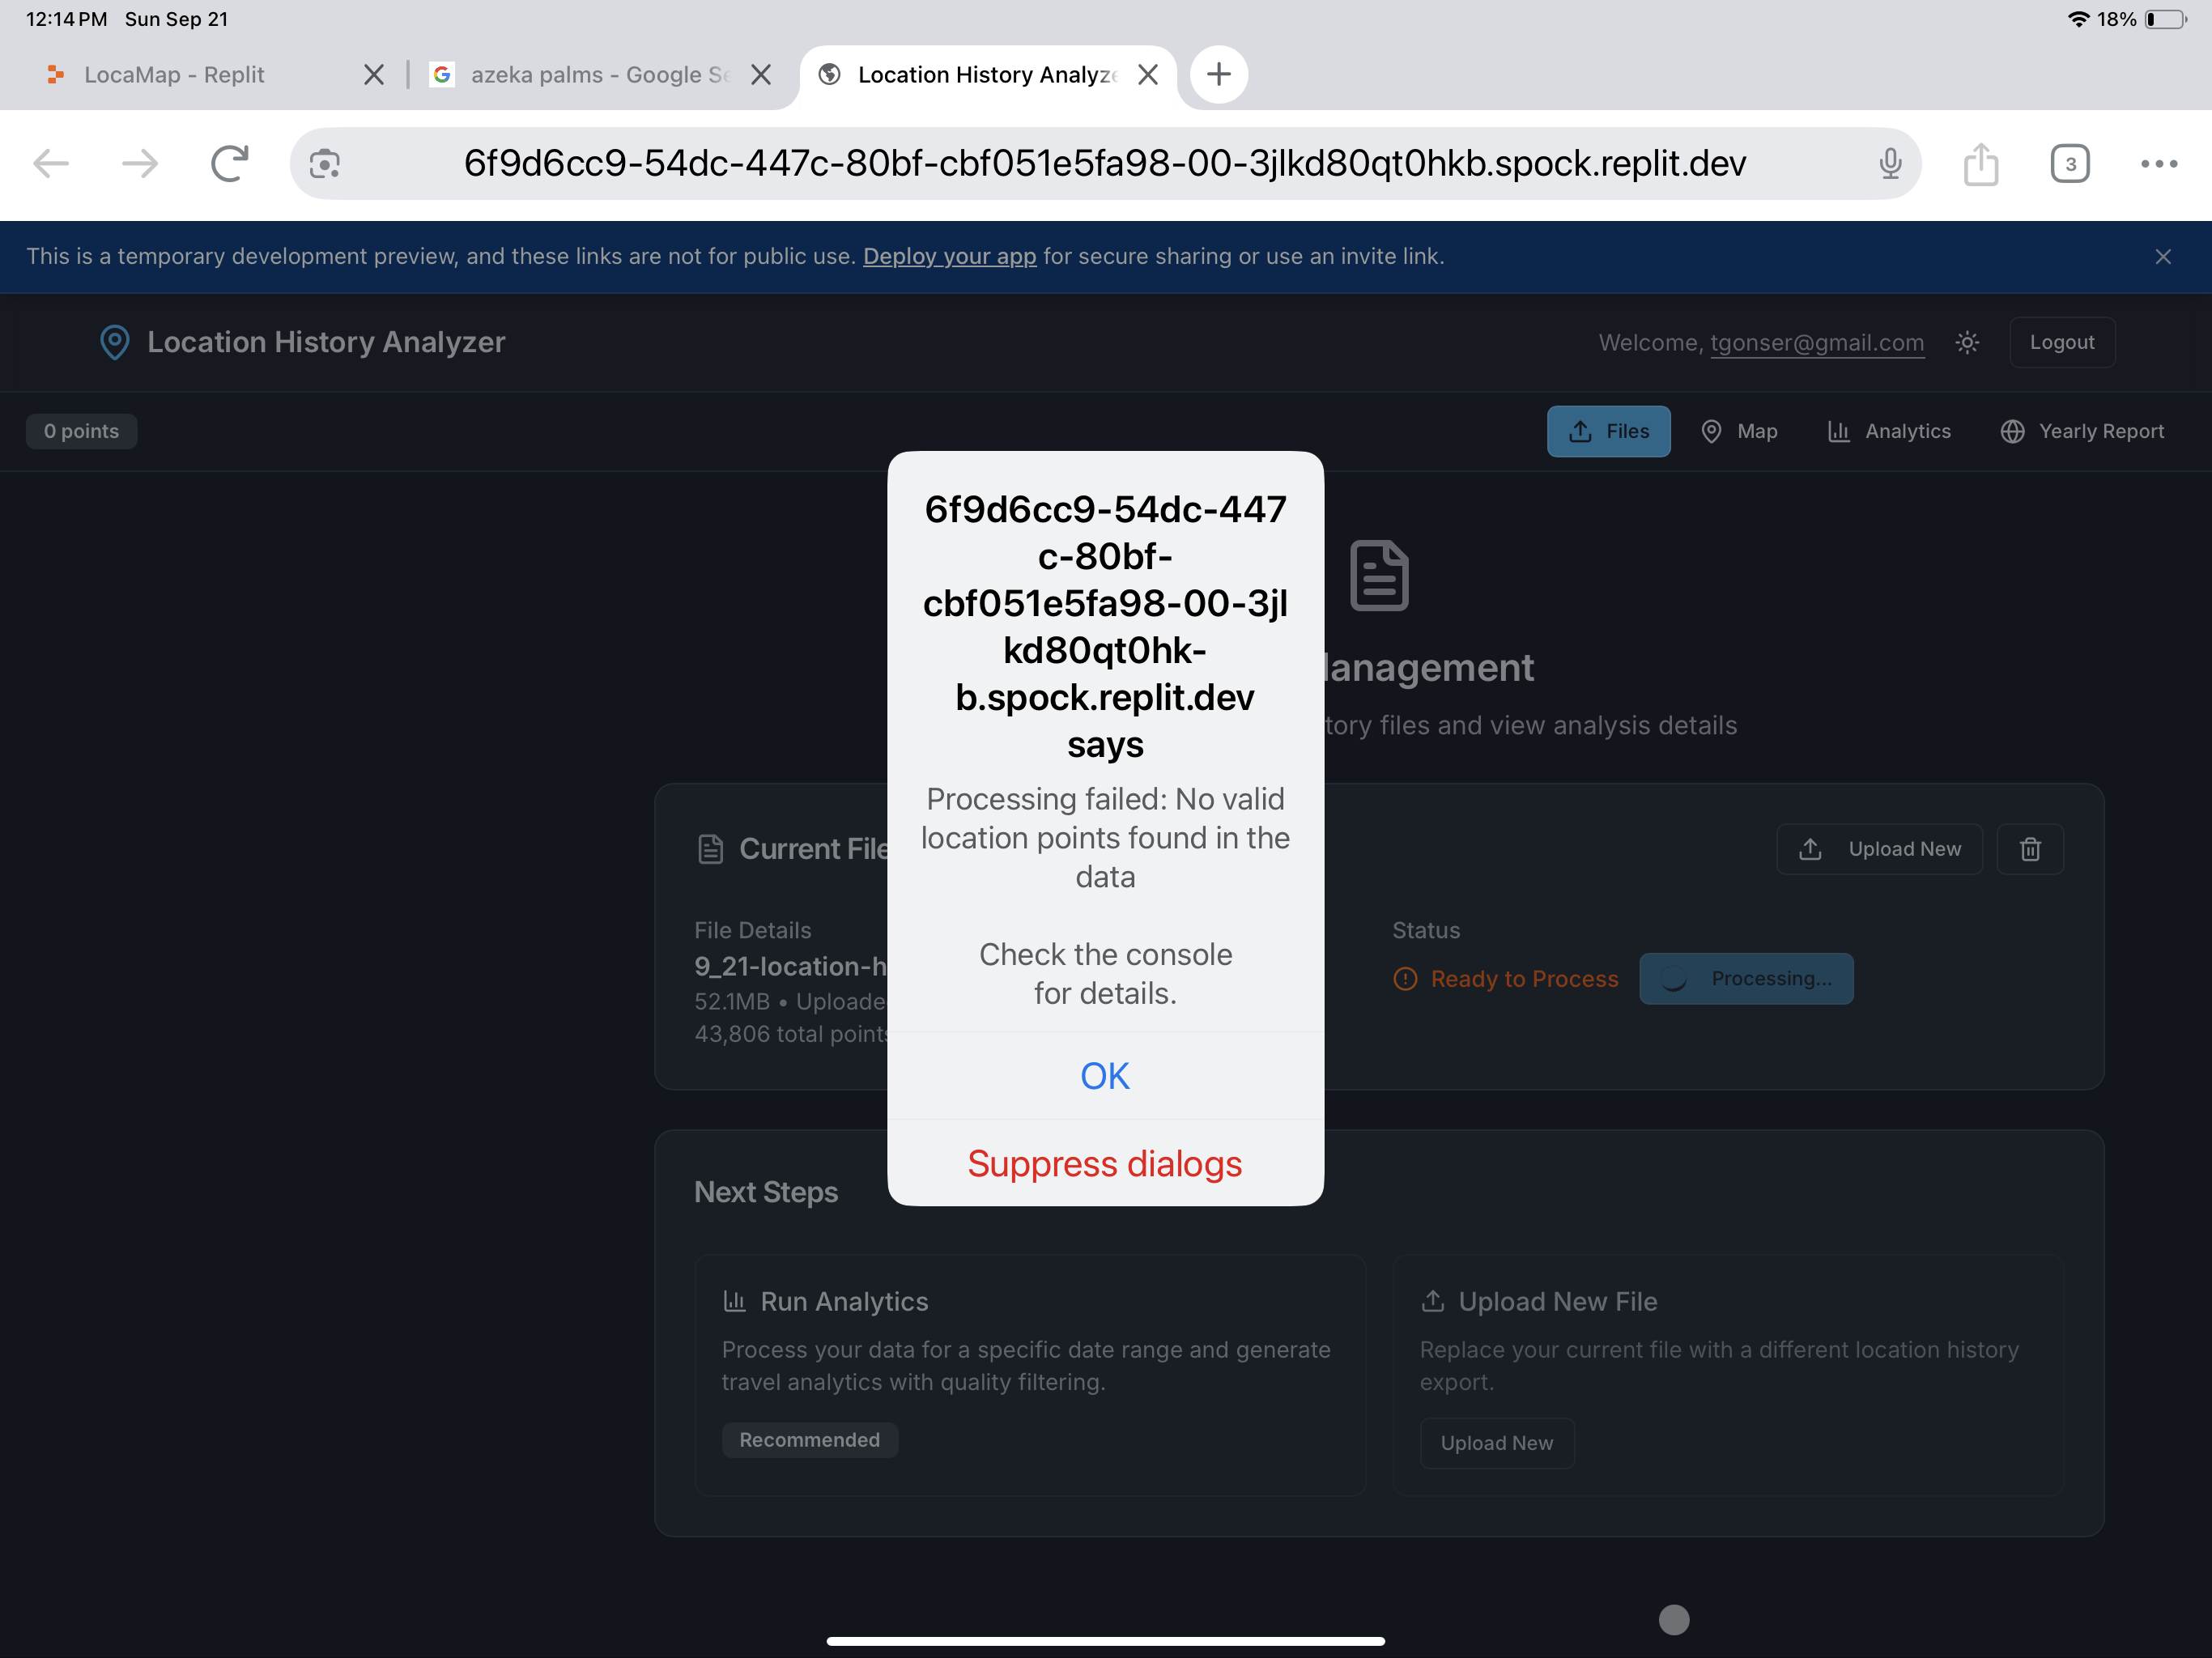 12:14 PM Sun Sep 21
18%
LocaMap - Replit
azeka palms - Google Se
Location History Analyze
6f9d6cc9-54dc-447c-80bf-cbf051e5fa98-00-3jlkd80qt0hkb.spock.replit.dev
3
This is a temporary development preview, and these links are not for public use. Deploy your app for secure sharing or use an invite link.
Location History Analyzer
Welcome, tgonser@gmail.com
Logout
0 points
Files
Map
Analytics
Yearly Report
6f9d6cc9-54dc-447
c-80bf-
cbf051e5fa98-00-3jl
kd80qt0hk-
b.spock.replit.dev
says
Processing failed: No valid
location points found in the
data
Check the console
for details.
OK
Suppress dialogs
anagement
tory files and view analysis details
Current File
Upload New
File Details
9_21-location-h
52.1MB • Uploade
43,806 total points
Status
Ready to Process
Processing...
Next Steps
Run Analytics
Process your data for a specific date range and generate
travel analytics with quality filtering.
Recommended
Upload New File
Replace your current file with a different location history
export.
Upload New